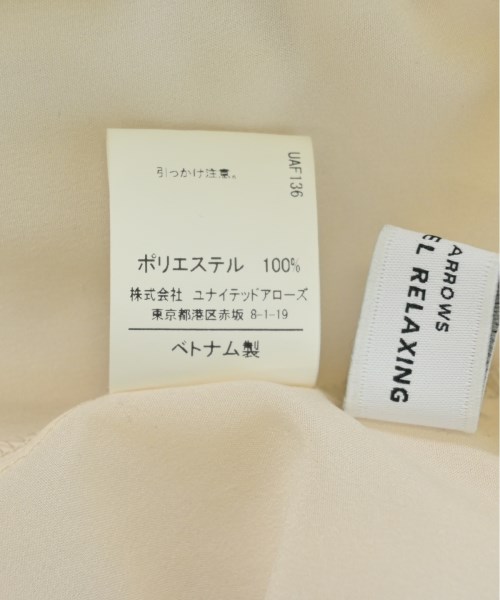 引っかけ注意。
UAF136
ポリエステル 100%
株式会社 ユナイテッドアローズ
東京都港区赤坂 8-1-19
ベトナム製
ARROWS
EL RELAXING